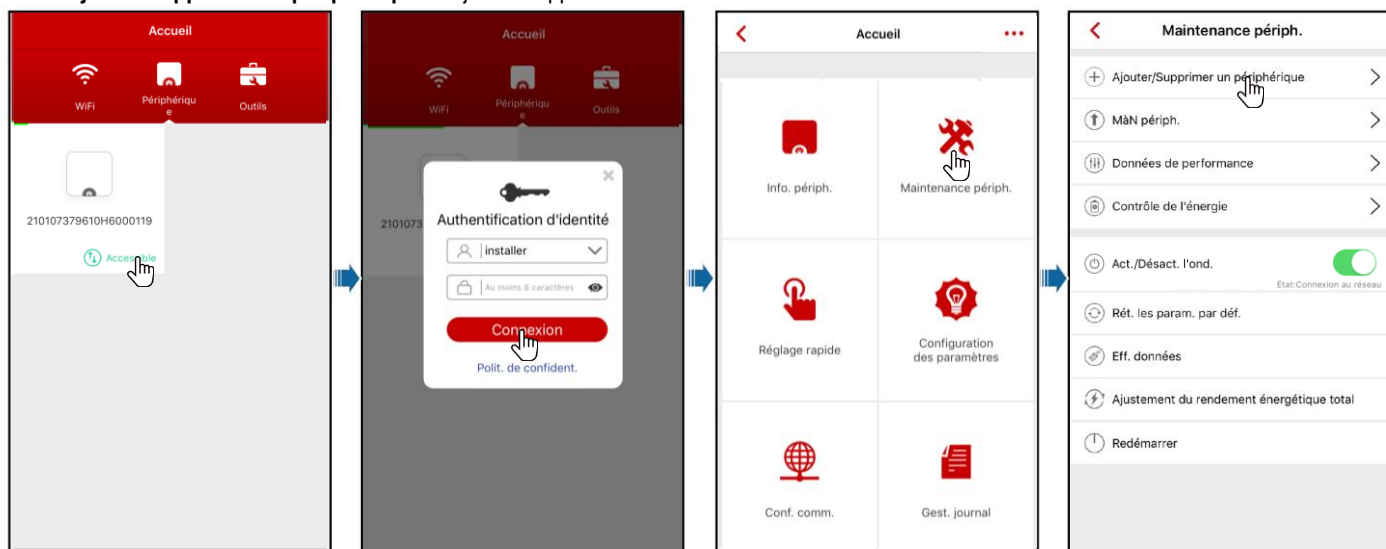 Accueil
WiFi
Périphériqu
e
Outils
210107379610H6000119
Accessible
Accueil
WiFi
Périphériqu
e
Outils
2101073
Authentification d'identité
installer
Au moins 6 caractères
Connexion
Polit. de confident.
Accueil
Info. périph.
Maintenance périph.
Réglage rapide
Configuration
des paramètres
Conf. comm.
Gest. journal
Maintenance périph.
Ajouter/Supprimer un périphérique
MàN périph.
Données de performance
Contrôle de l'énergie
Act./Désact. l'ond.
État:Connexion au réseau
Rét. les param. par déf.
Eff. données
Ajustement du rendement énergétique total
Redémarrer